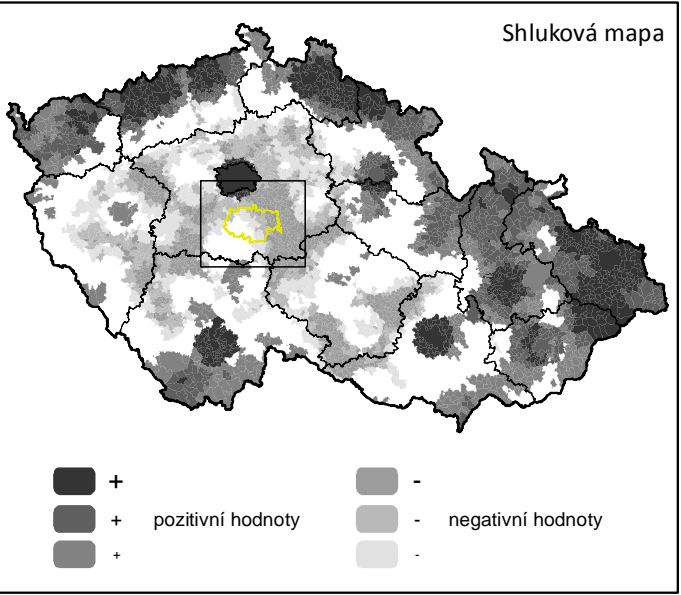 Shluková mapa
+ -
+ pozitivní hodnoty - negativní hodnoty
+ -